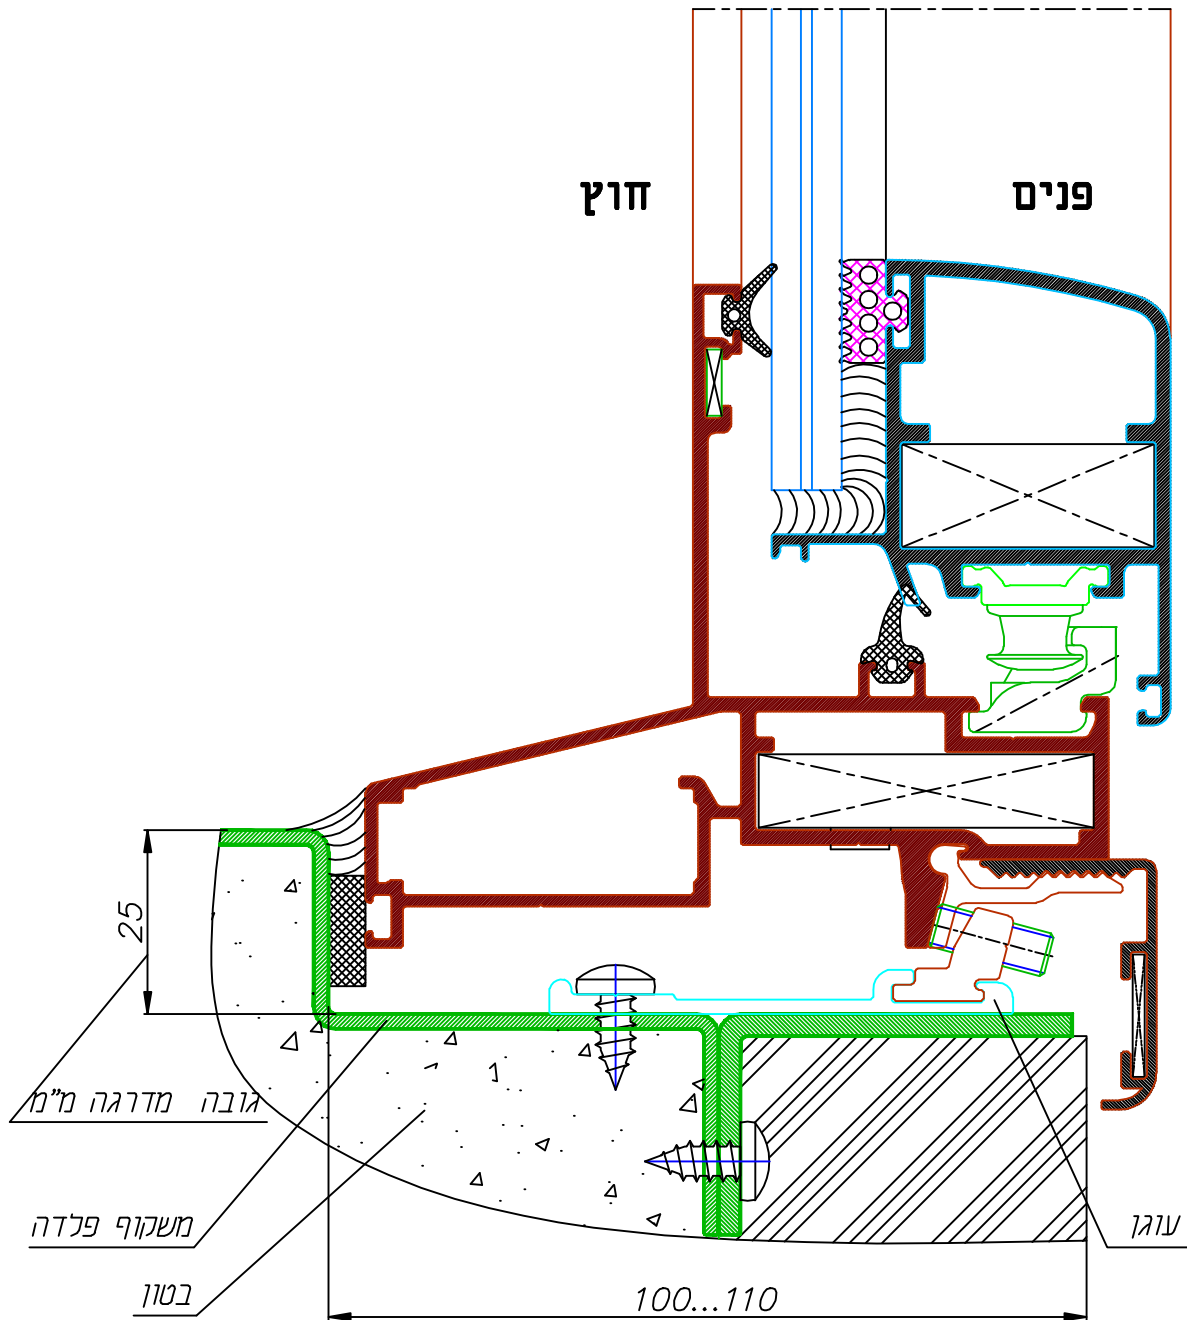 פנים
חוץ
25
גובה מדרגה מ"מ
משקוף פלדה
עוגן
בטון
100...110